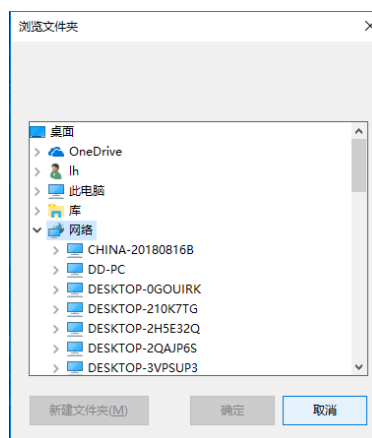 浏览文件夹
桌面
OneDrive
lh
此电脑
库
网络
CHINA-20180816B
DD-PC
DESKTOP-0GOUIRK
DESKTOP-210K7TG
DESKTOP-2H5E32Q
DESKTOP-2QAJP6S
DESKTOP-3VPSUP3
新建文件夹(M)
确定
取消